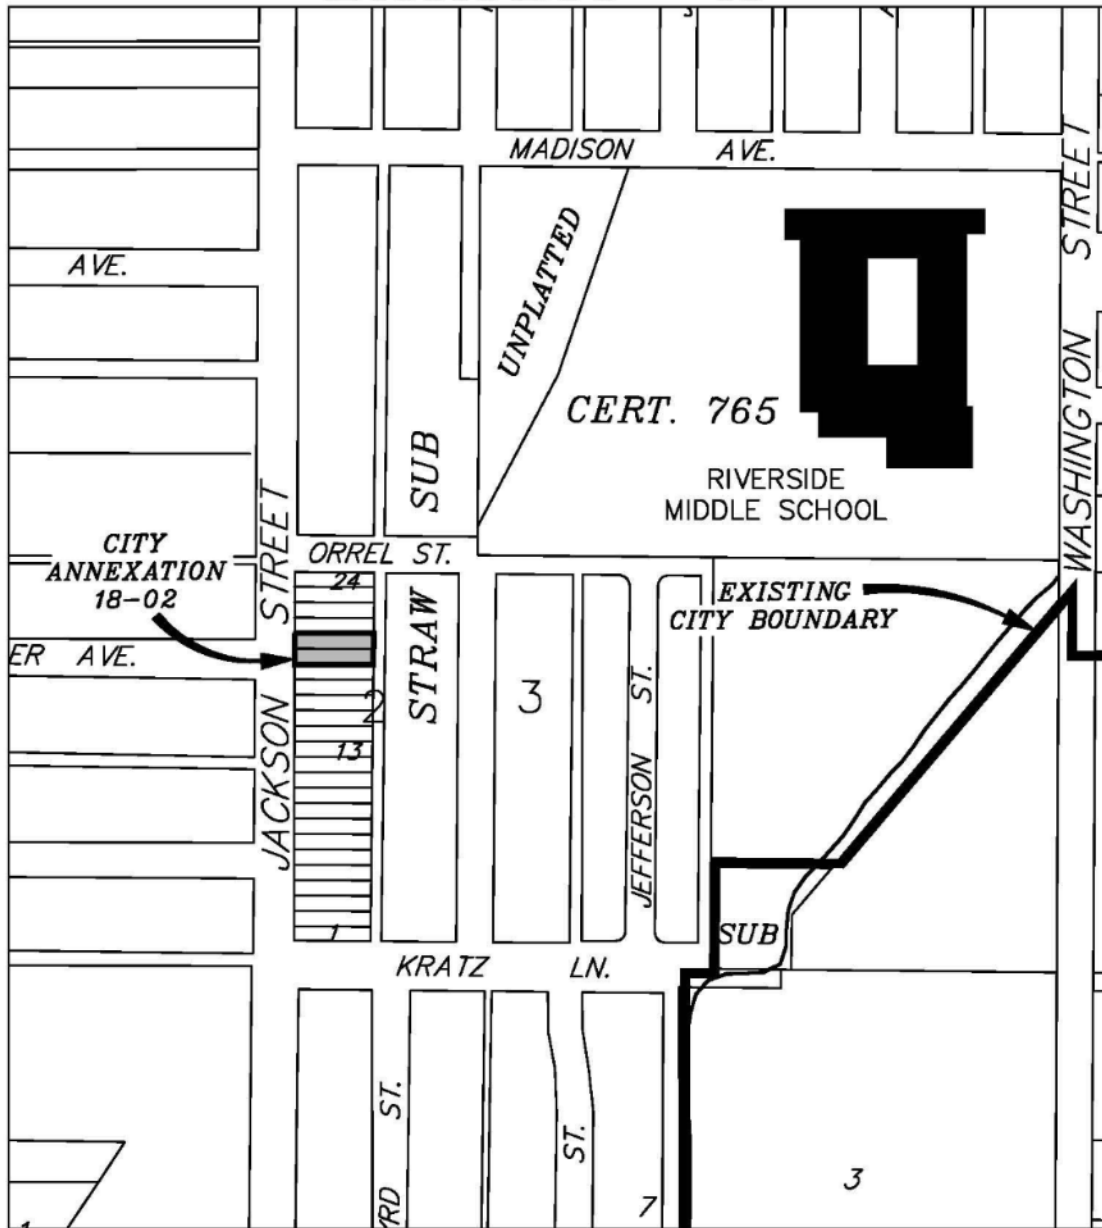 MADISON AVE.
STREET
AVE.
UNPLATTED
CERT. 765
RIVERSIDE
MIDDLE SCHOOL
WASHINGTON
SUB
STREET
CITY
ANNEXATION
18-02
ORREL ST.
24
EXISTING
CITY BOUNDARY
ER AVE.
STRAW
2
3
13
JACKSON
JEFFERSON ST.
1
SUB
KRATZ LN.
ST.
YRD
ST.
7
3